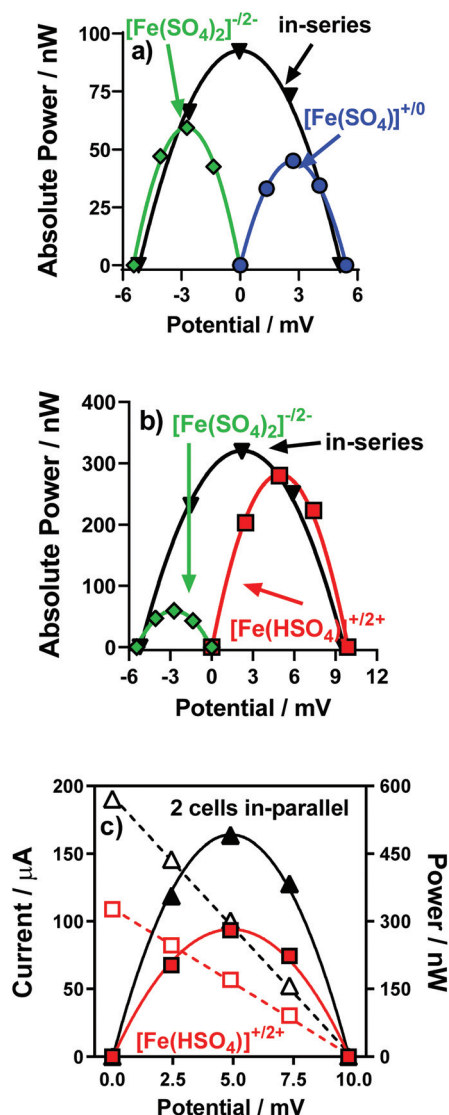 [Fe(SO₄)₂]⁻/²⁻
in-series
a)
[Fe(SO₄)]⁺/⁰
100
75
50
25
0
Absolute Power / nW
-6 -3 0 3 6
Potential / mV
b)
[Fe(SO₄)₂]⁻/²⁻
in-series
400
300
200
100
0
Absolute Power / nW
[Fe(HSO₄)]⁺/²⁺
-6 -3 0 3 6 9 12
Potential / mV
c)
2 cells in-parallel
200
150
100
50
0
Current / μA
600
450
300
150
0
Power / nW
[Fe(HSO₄)]⁺/²⁺
0.0 2.5 5.0 7.5 10.0
Potential / mV